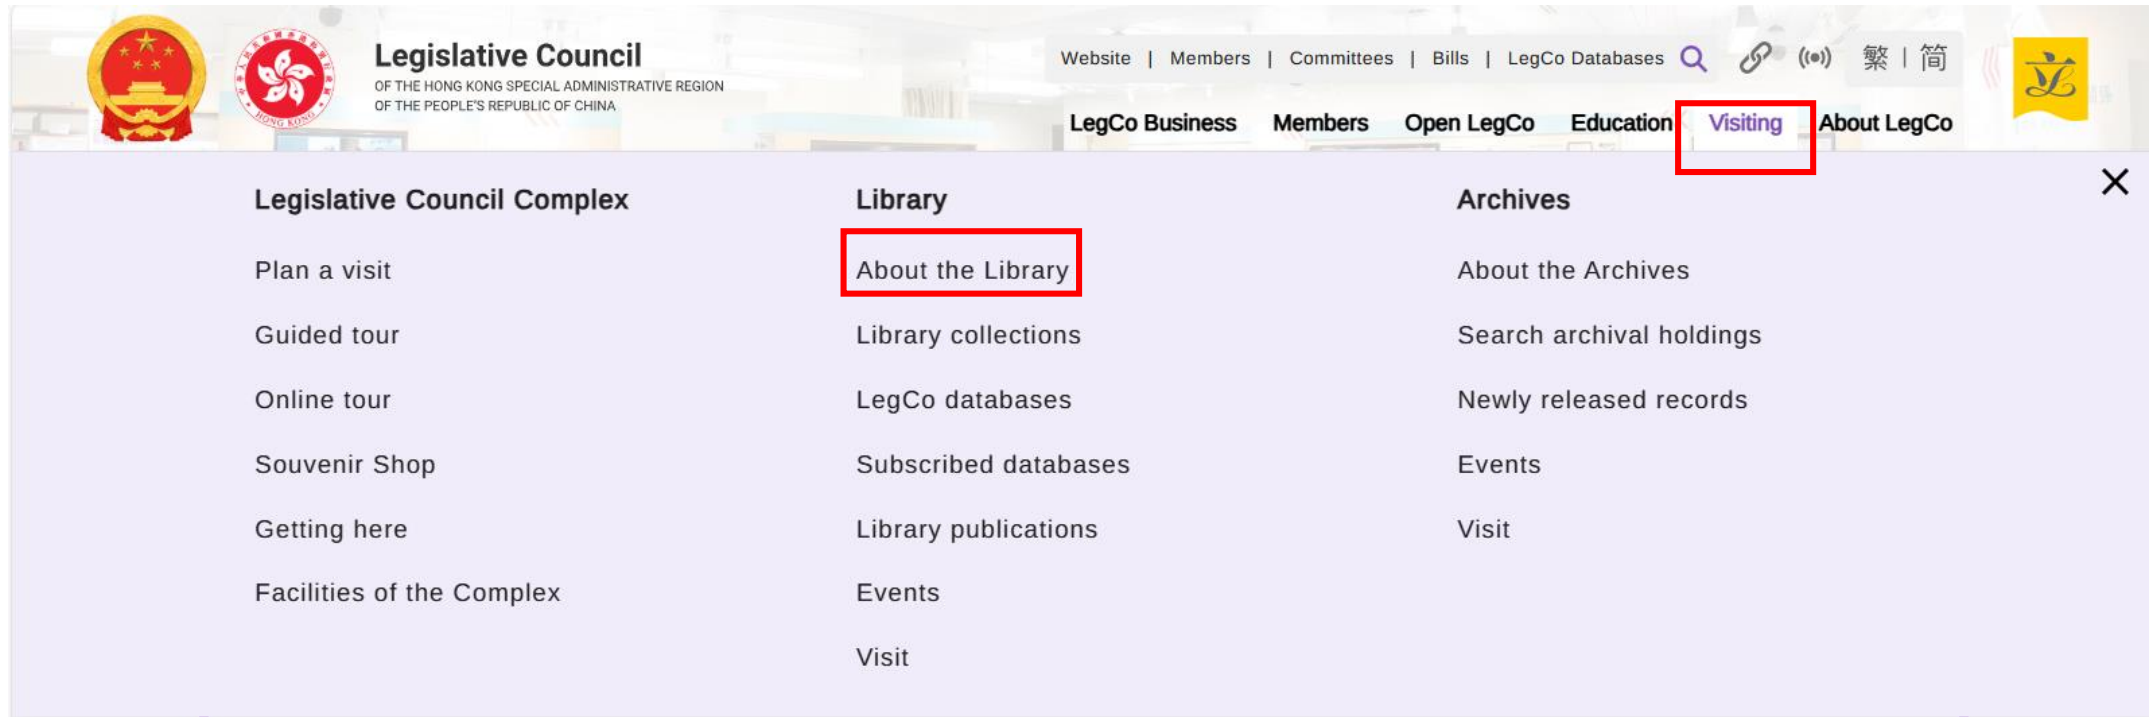 Legislative Council
OF THE HONG KONG SPECIAL ADMINISTRATIVE REGION
OF THE PEOPLE'S REPUBLIC OF CHINA
Website | Members | Committees | Bills | LegCo Databases
繁 | 简
LegCo Business Members Open LegCo Education Visiting About LegCo
Legislative Council Complex
Plan a visit
Guided tour
Online tour
Souvenir Shop
Getting here
Facilities of the Complex
Library
About the Library
Library collections
LegCo databases
Subscribed databases
Library publications
Events
Visit
Archives
About the Archives
Search archival holdings
Newly released records
Events
Visit